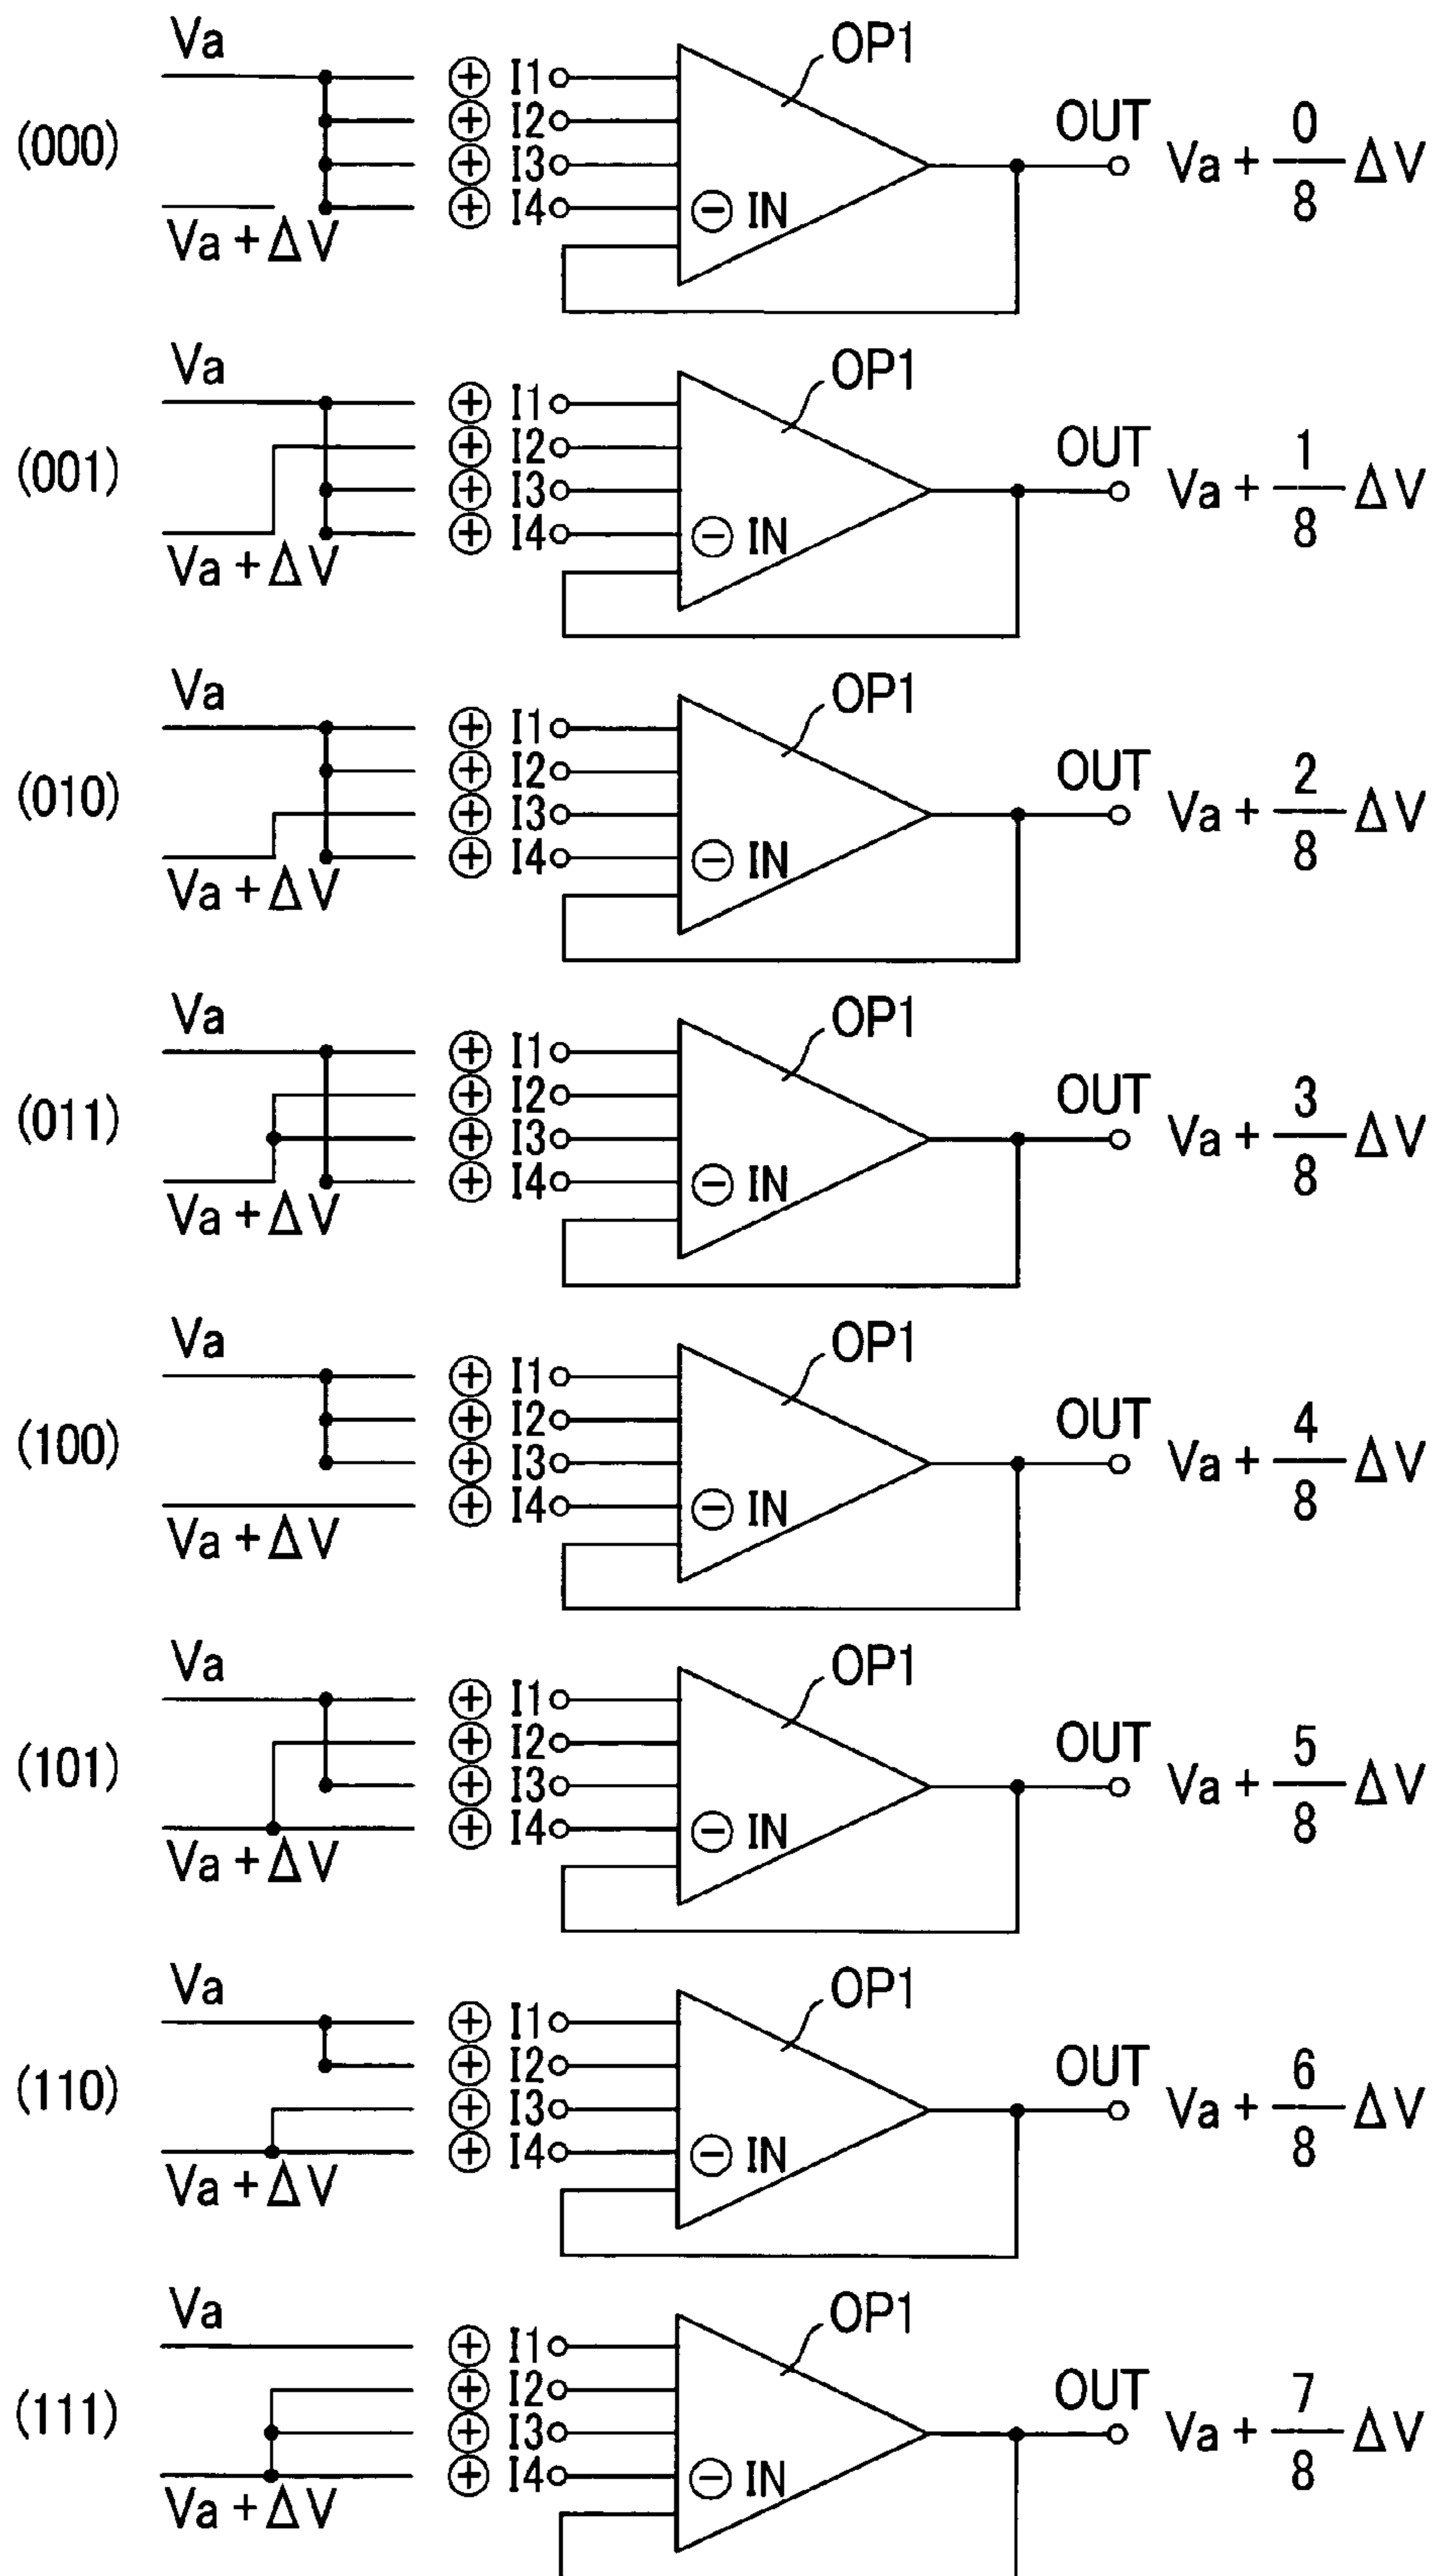 Va
OP1
(000)
⊕ I1
⊕ I2
⊕ I3
⊕ I4
⊖ IN
Va + ΔV
OUT
Va + 0/8 ΔV
Va
OP1
(001)
⊕ I1
⊕ I2
⊕ I3
⊕ I4
⊖ IN
Va + ΔV
OUT
Va + 1/8 ΔV
Va
OP1
(010)
⊕ I1
⊕ I2
⊕ I3
⊕ I4
⊖ IN
Va + ΔV
OUT
Va + 2/8 ΔV
Va
OP1
(011)
⊕ I1
⊕ I2
⊕ I3
⊕ I4
⊖ IN
Va + ΔV
OUT
Va + 3/8 ΔV
Va
OP1
(100)
⊕ I1
⊕ I2
⊕ I3
⊕ I4
⊖ IN
Va + ΔV
OUT
Va + 4/8 ΔV
Va
OP1
(101)
⊕ I1
⊕ I2
⊕ I3
⊕ I4
⊖ IN
Va + ΔV
OUT
Va + 5/8 ΔV
Va
OP1
(110)
⊕ I1
⊕ I2
⊕ I3
⊕ I4
⊖ IN
Va + ΔV
OUT
Va + 6/8 ΔV
Va
OP1
(111)
⊕ I1
⊕ I2
⊕ I3
⊕ I4
⊖ IN
Va + ΔV
OUT
Va + 7/8 ΔV